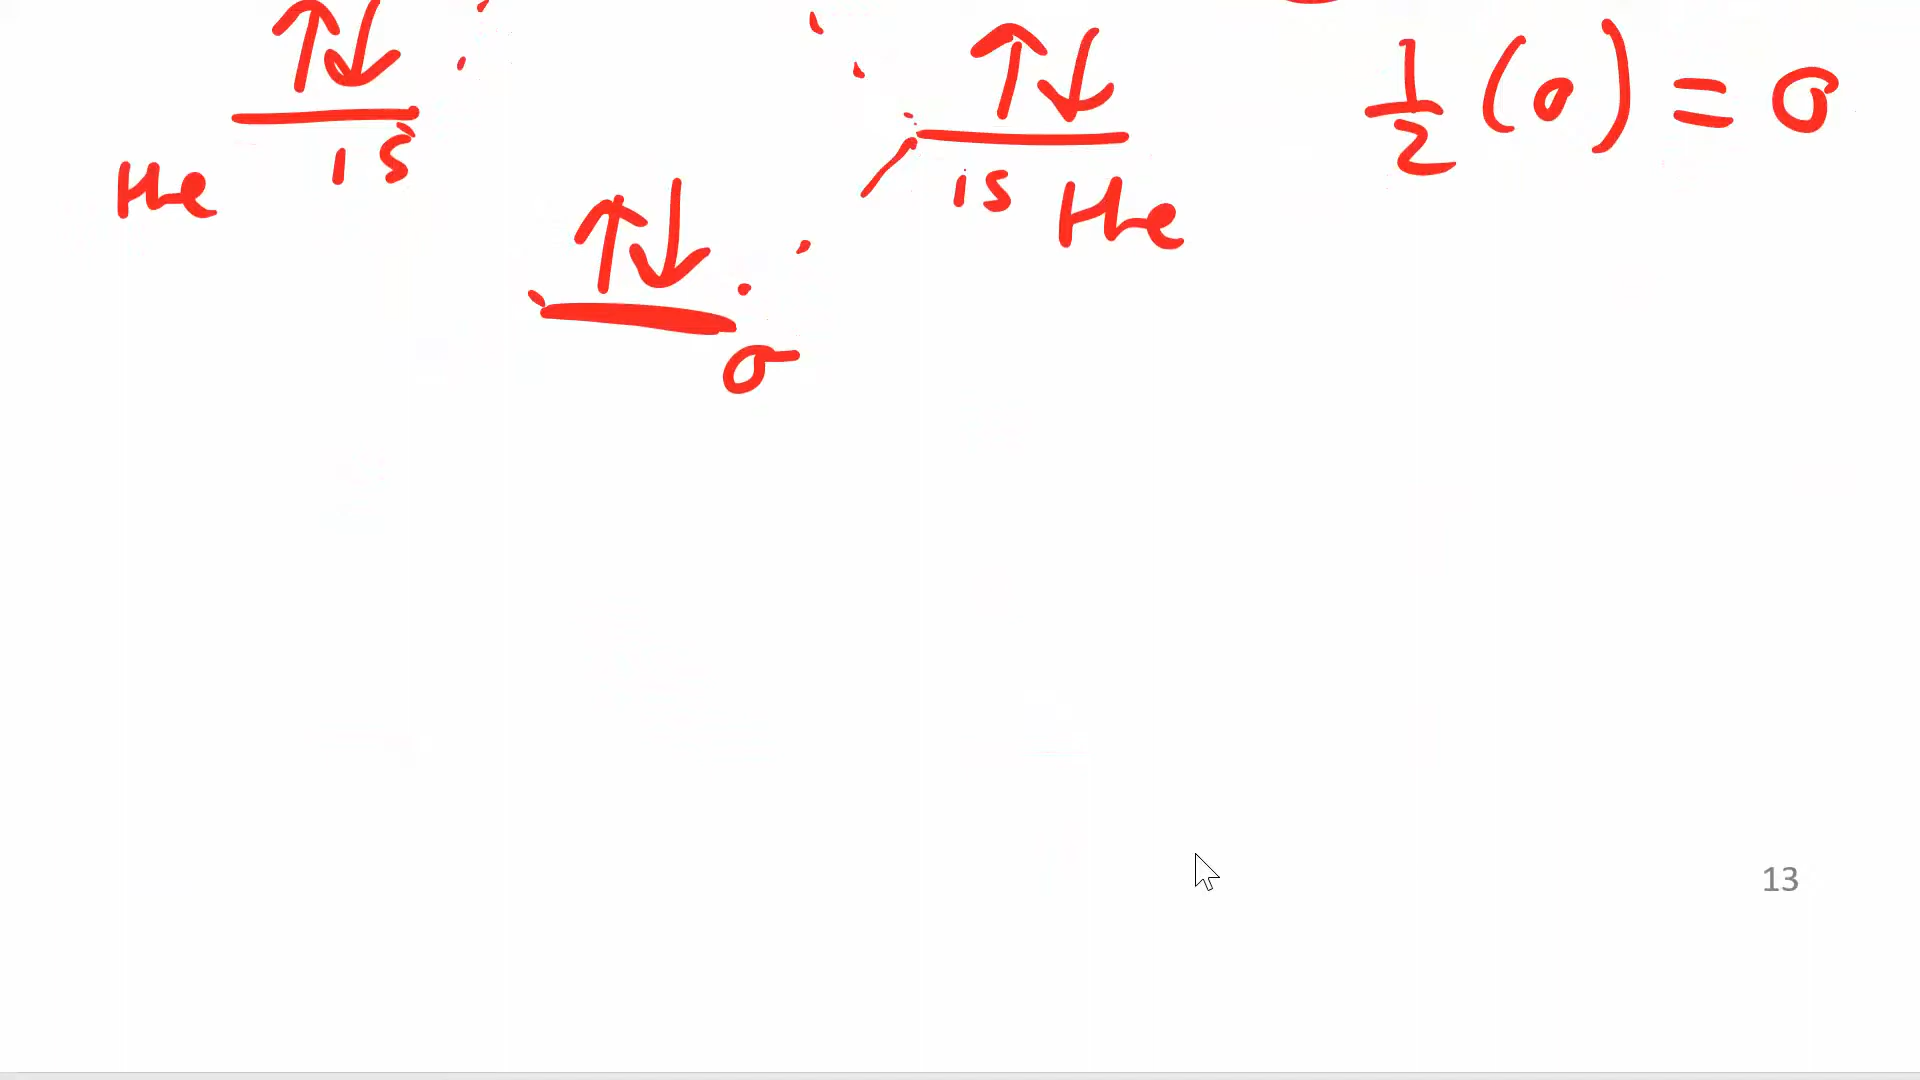 1/2 (0) = 0
1s
He
1s He
σ
13